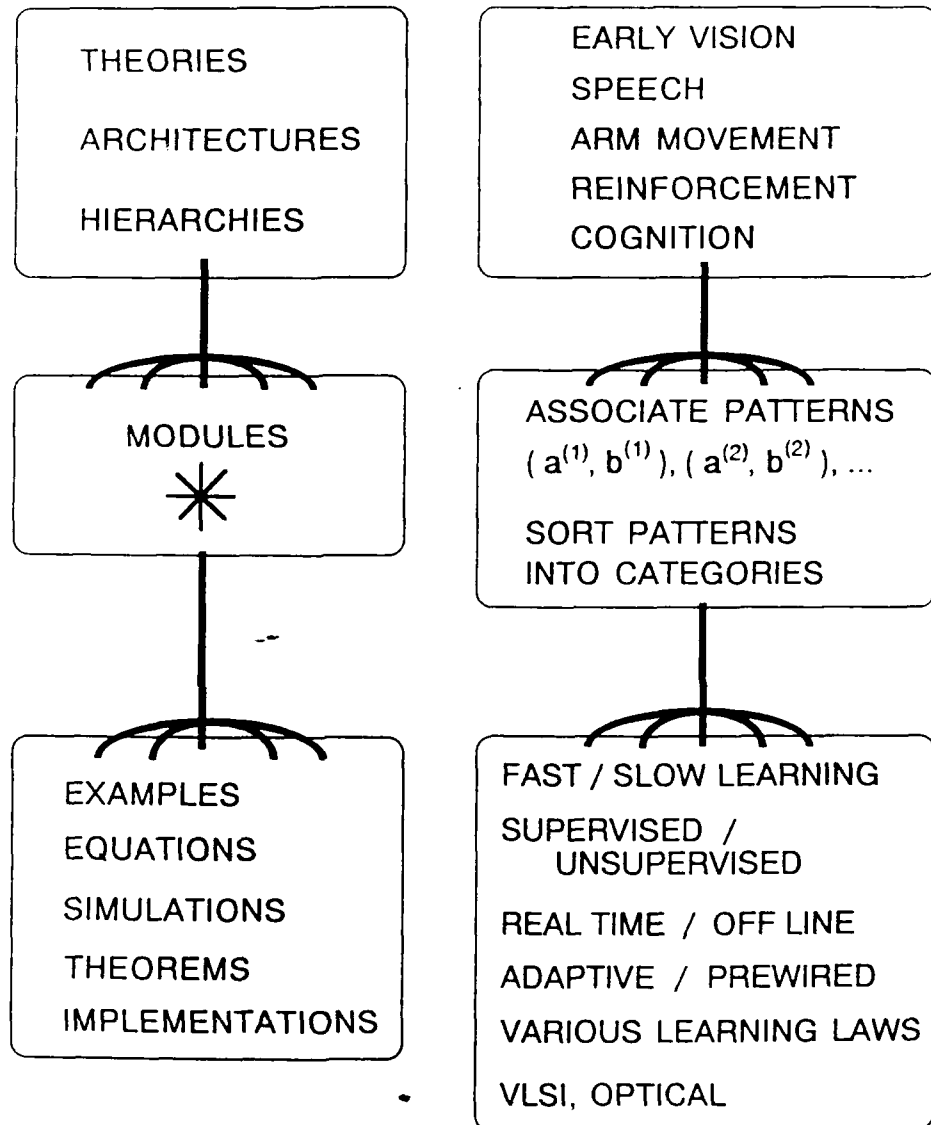 THEORIES
ARCHITECTURES
HIERARCHIES
MODULES
EXAMPLES
EQUATIONS
SIMULATIONS
THEOREMS
IMPLEMENTATIONS
EARLY VISION
SPEECH
ARM MOVEMENT
REINFORCEMENT
COGNITION
ASSOCIATE PATTERNS
( a⁽¹⁾, b⁽¹⁾ ), ( a⁽²⁾, b⁽²⁾ ), ...
SORT PATTERNS
INTO CATEGORIES
FAST / SLOW LEARNING
SUPERVISED /
UNSUPERVISED
REAL TIME / OFF LINE
ADAPTIVE / PREWIRED
VARIOUS LEARNING LAWS
VLSI, OPTICAL